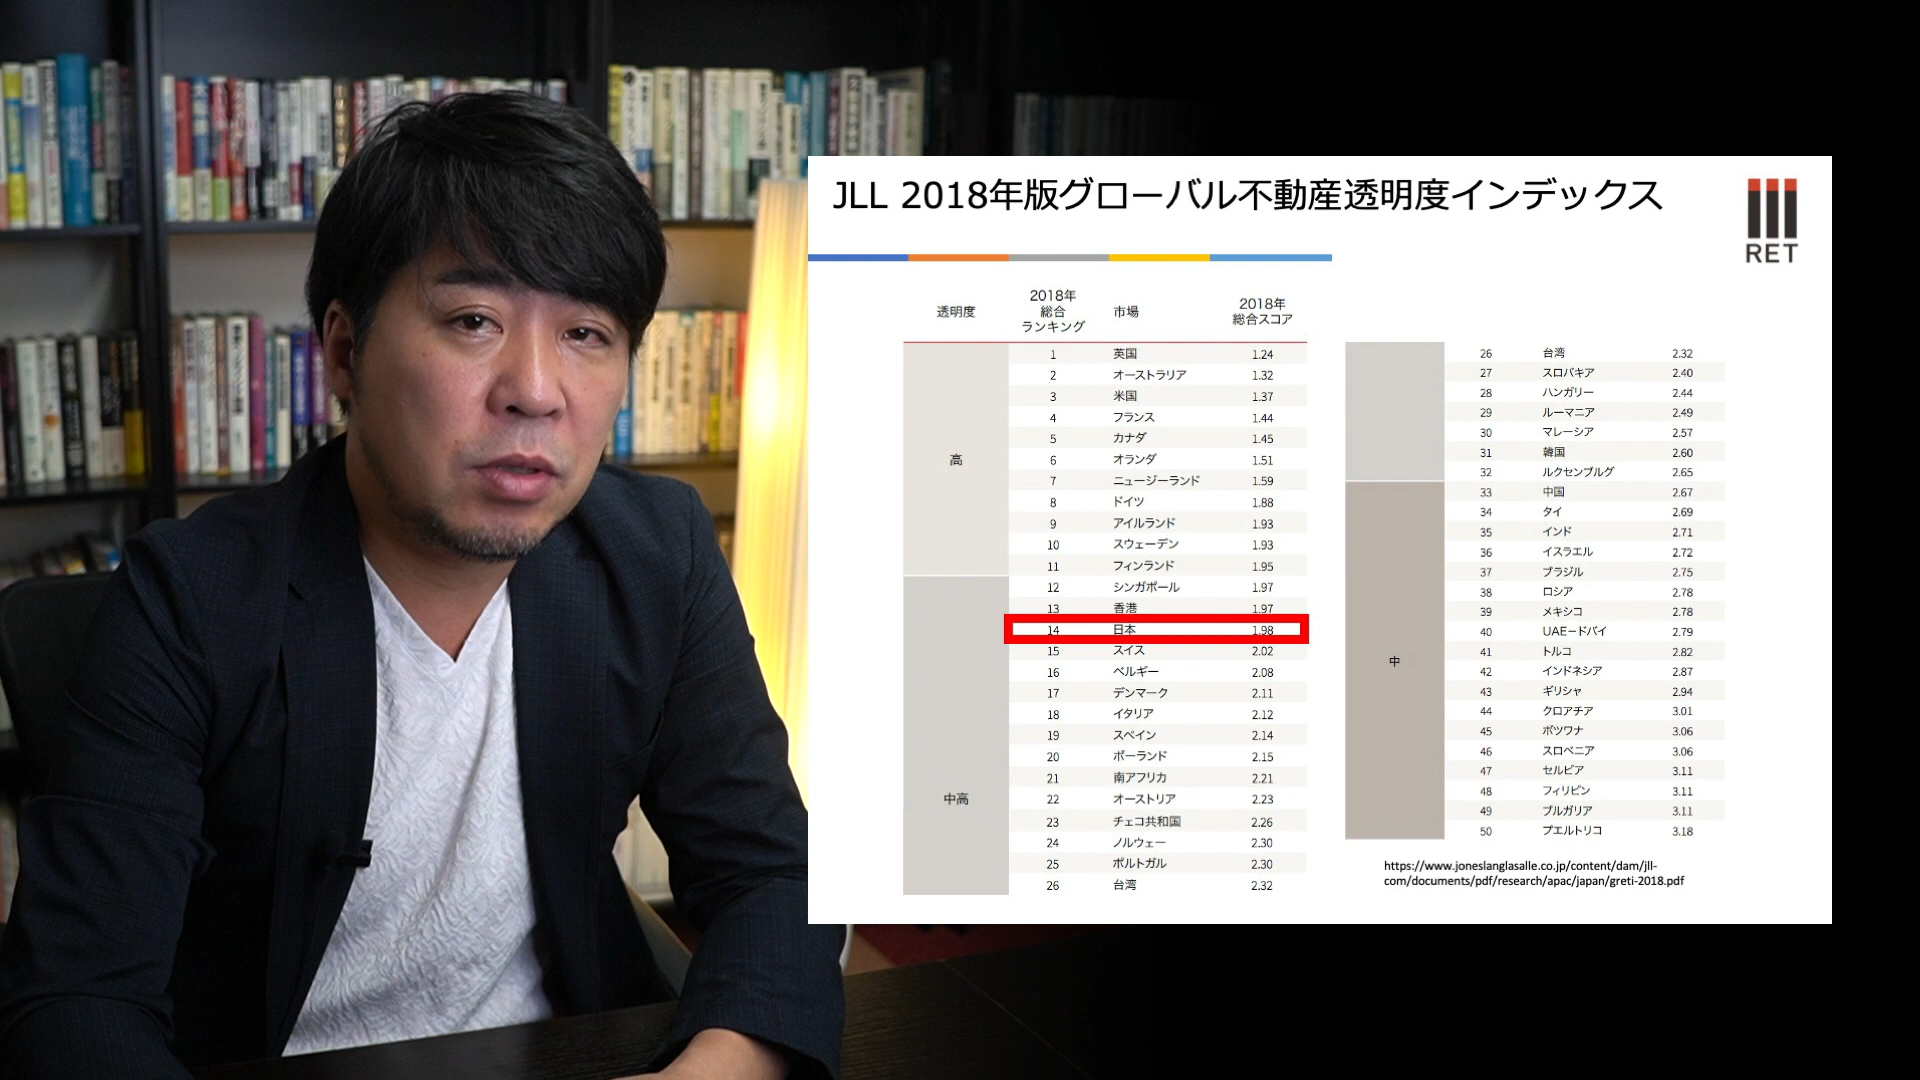 JLL 2018年版グローバル不動産透明度インデックス
RET
透明度
2018年
総合
ランキング
市場
2018年
総合スコア
高
1 英国 1.24
2 オーストラリア 1.32
3 米国 1.37
4 フランス 1.44
5 カナダ 1.45
6 オランダ 1.51
7 ニュージーランド 1.59
8 ドイツ 1.88
9 アイルランド 1.93
10 スウェーデン 1.93
11 フィンランド 1.95
中高
12 シンガポール 1.97
13 香港 1.97
14 日本 1.98
15 スイス 2.02
16 ベルギー 2.08
17 デンマーク 2.11
18 イタリア 2.12
19 スペイン 2.14
20 ポーランド 2.15
21 南アフリカ 2.21
22 オーストリア 2.23
23 チェコ共和国 2.26
24 ノルウェー 2.30
25 ポルトガル 2.30
26 台湾 2.32
26 台湾 2.32
27 スロバキア 2.40
28 ハンガリー 2.44
29 ルーマニア 2.49
30 マレーシア 2.57
31 韓国 2.60
32 ルクセンブルグ 2.65
中
33 中国 2.67
34 タイ 2.69
35 インド 2.71
36 イスラエル 2.72
37 ブラジル 2.75
38 ロシア 2.78
39 メキシコ 2.78
40 UAEードバイ 2.79
41 トルコ 2.82
42 インドネシア 2.87
43 ギリシャ 2.94
44 クロアチア 3.01
45 ボツワナ 3.06
46 スロベニア 3.06
47 セルビア 3.11
48 フィリピン 3.11
49 ブルガリア 3.11
50 プエルトリコ 3.18
https://www.joneslanglasalle.co.jp/content/dam/jll-
com/documents/pdf/research/apac/japan/greti-2018.pdf